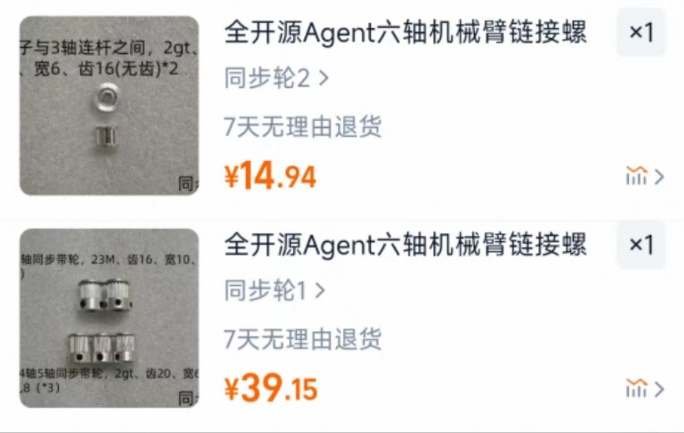 子与3轴连杆之间，2gt、
、宽6、齿16(无齿)*2
同
全开源Agent六轴机械臂链接螺
×1
同步轮2 >
7天无理由退货
¥14.94
轴同步带轮，23M、齿16、宽10、
)
4轴5轴同步带轮，2gt、齿20、宽6
,8（*3）
同
全开源Agent六轴机械臂链接螺
×1
同步轮1 >
7天无理由退货
¥39.15